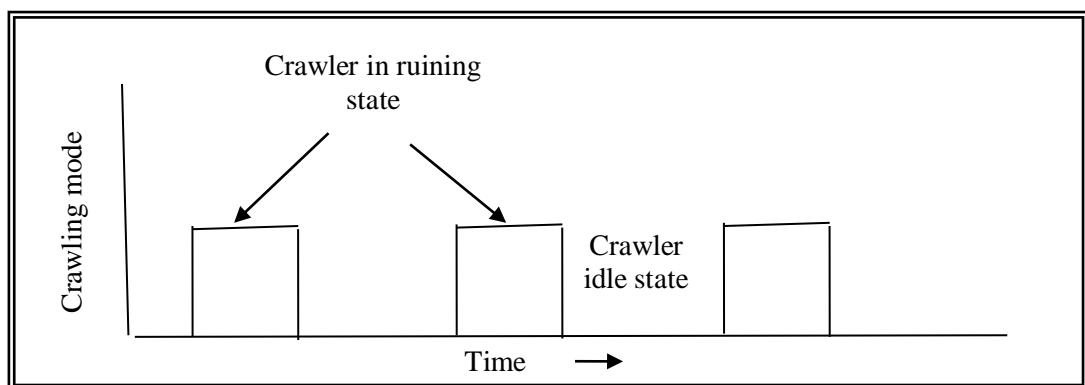 Crawler in ruining
state
Crawling mode
Crawler
idle state
Time